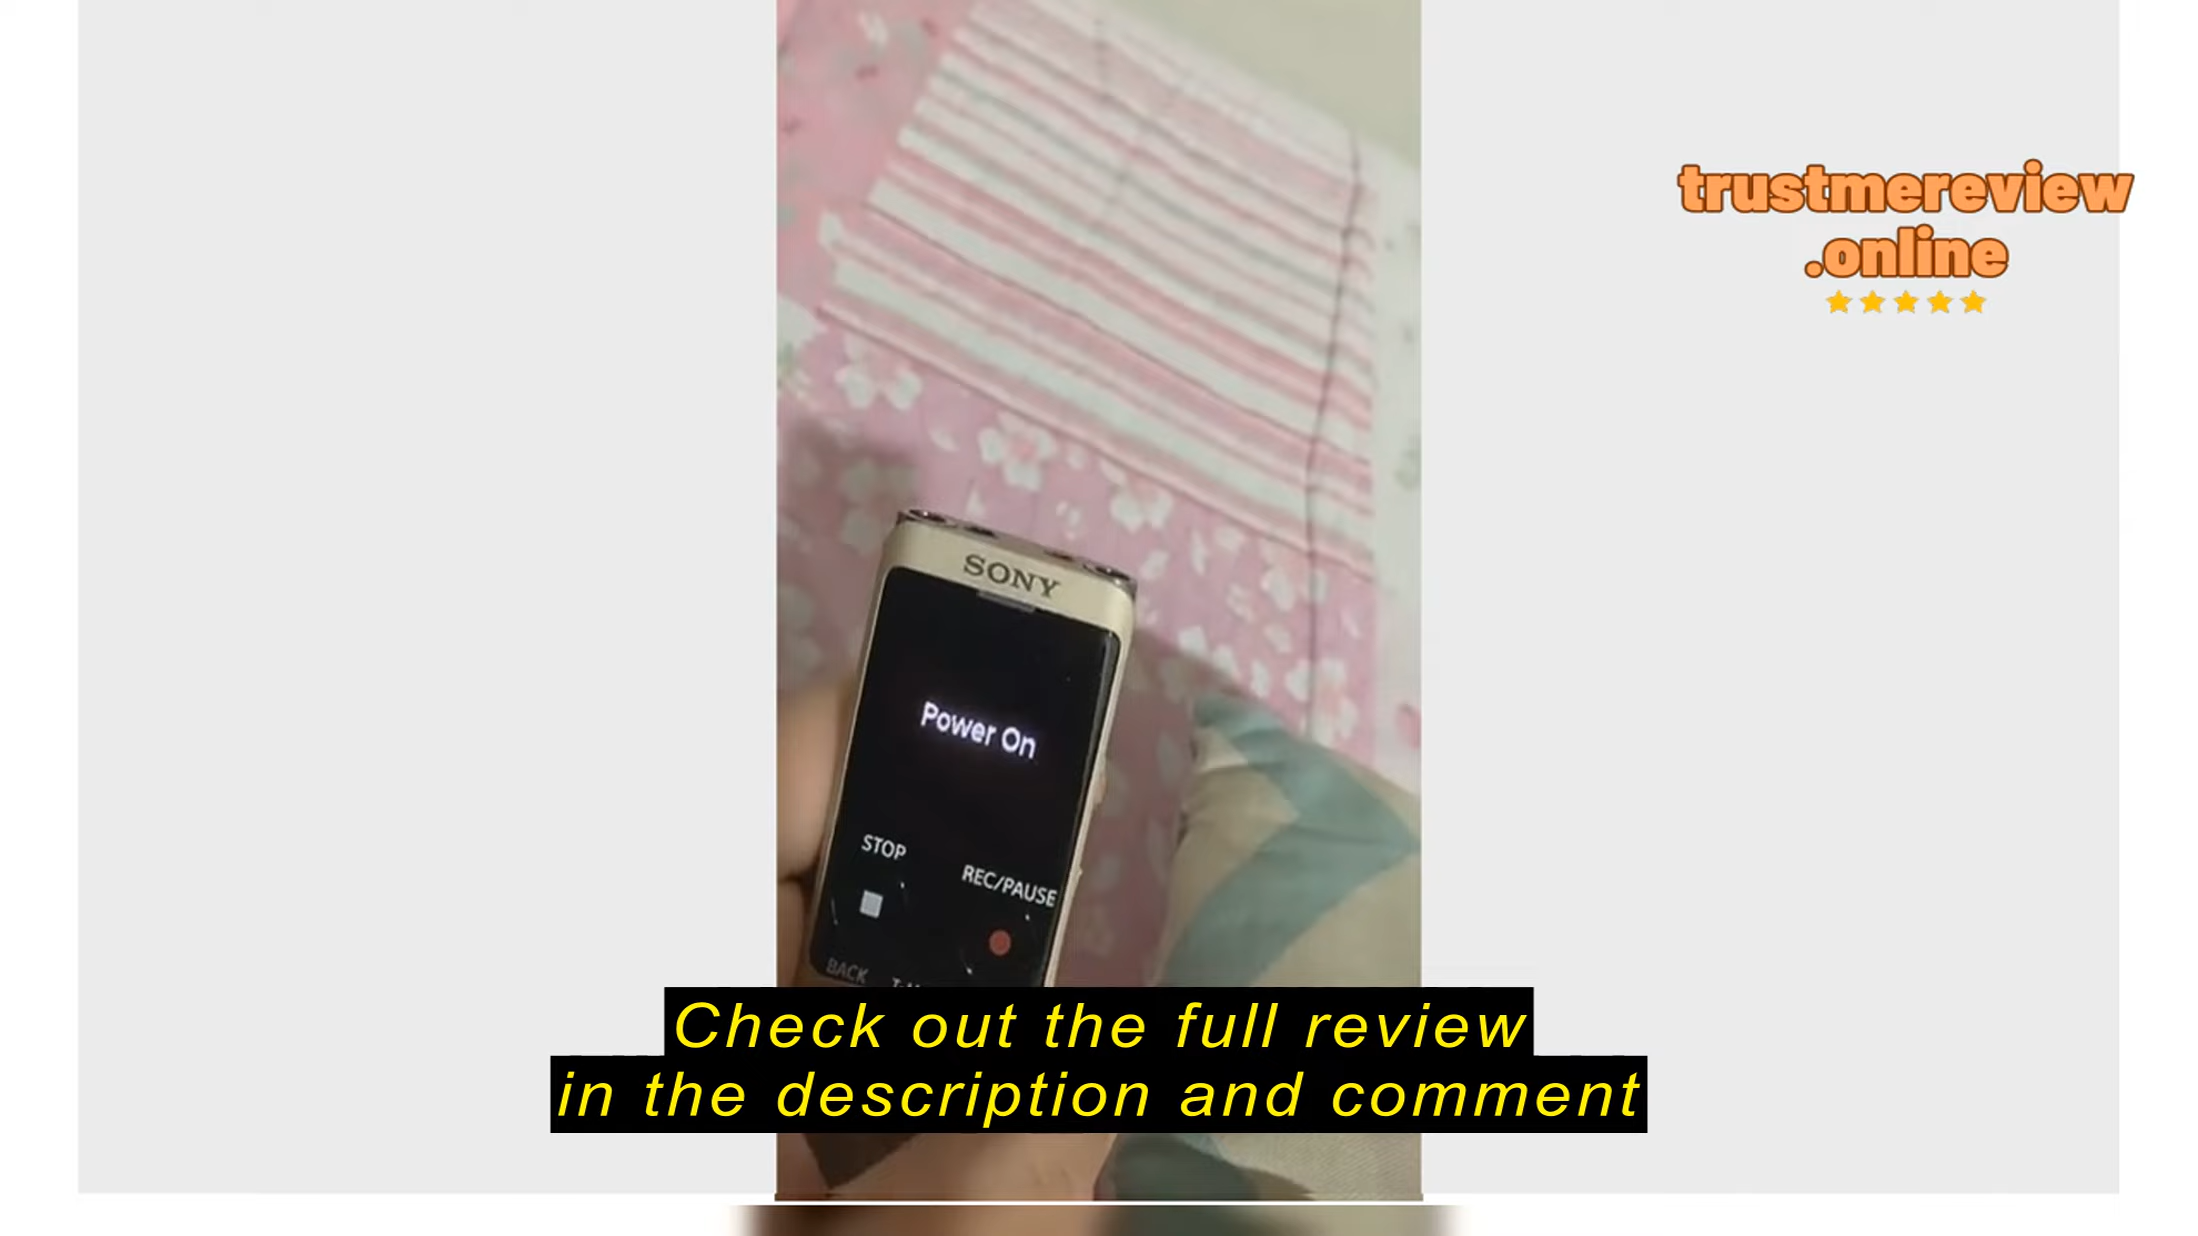 trustmereview
.online
SONY
Power On
STOP
REC/PAUSE
BACK
Check out the full review
in the description and comment